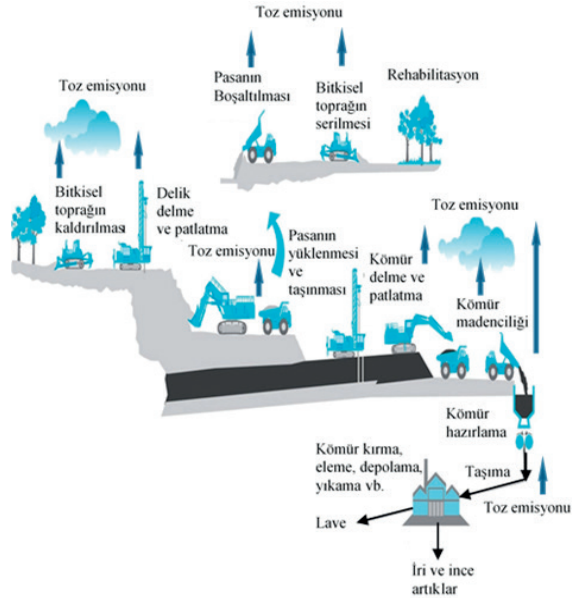 Toz emisyonu
Pasanın
Boşaltılması
Bitkisel
toprağın
serilmesi
Rehabilitasyon
Toz emisyonu
Bitkisel
toprağın
kaldırılması
Delik
delme
ve patlatma
Toz emisyonu
Pasanın
yüklenmesi
ve
taşınması
Kömür
delme ve
patlatma
Toz emisyonu
Kömür
madenciliği
Kömür
hazırlama
Kömür kırma,
eleme, depolama,
yıkama vb.
Taşıma
Toz emisyonu
Lave
İri ve ince
artıklar